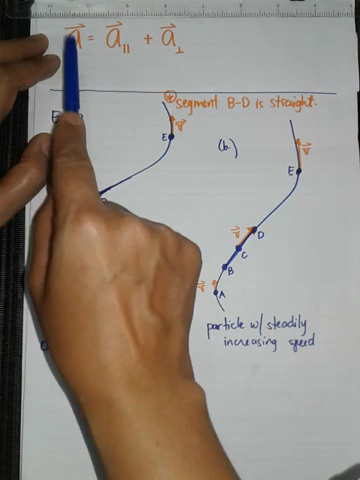 a⃗ = a⃗∥ + a⃗⊥
* segment B-D is straight.
E
v⃗
E
v⃗
(b.)
E
v⃗
D
C
B
v⃗
A
particle w/ steadily
increasing speed